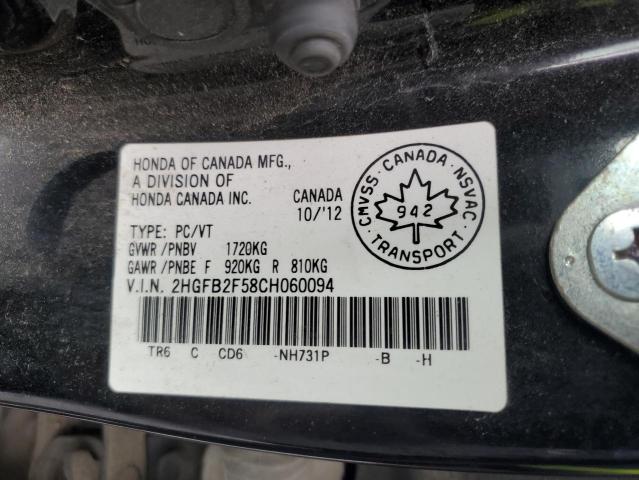 HONDA OF CANADA MFG.,
A DIVISION OF
HONDA CANADA INC.
CANADA
10/'12
TYPE: PC/VT
GVWR /PNBV 1720KG
GAWR /PNBE F 920KG R 810KG
V.I.N. 2HGFB2F58CH060094
TR6 C CD6 -NH731P -B -H
CMVSS · CANADA · NSVAC
942
TRANSPORT